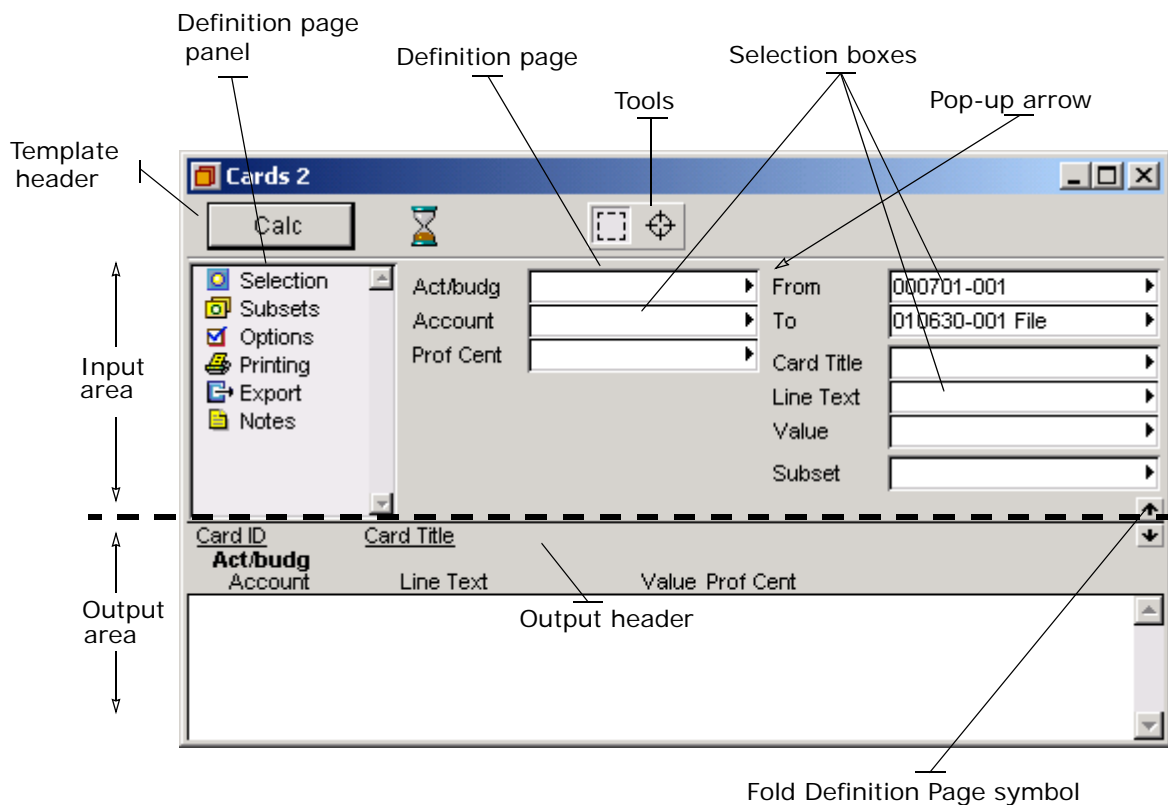 Definition page
panel
Definition page
Selection boxes
Tools
Pop-up arrow
Template
header
Cards 2
Calc
Selection
Subsets
Options
Printing
Export
Notes
Act/budg
Account
Prof Cent
From 000701-001
To 010630-001 File
Card Title
Line Text
Value
Subset
Input
area
Card ID Card Title
Act/budg
Account Line Text Value Prof Cent
Output
area
Output header
Fold Definition Page symbol